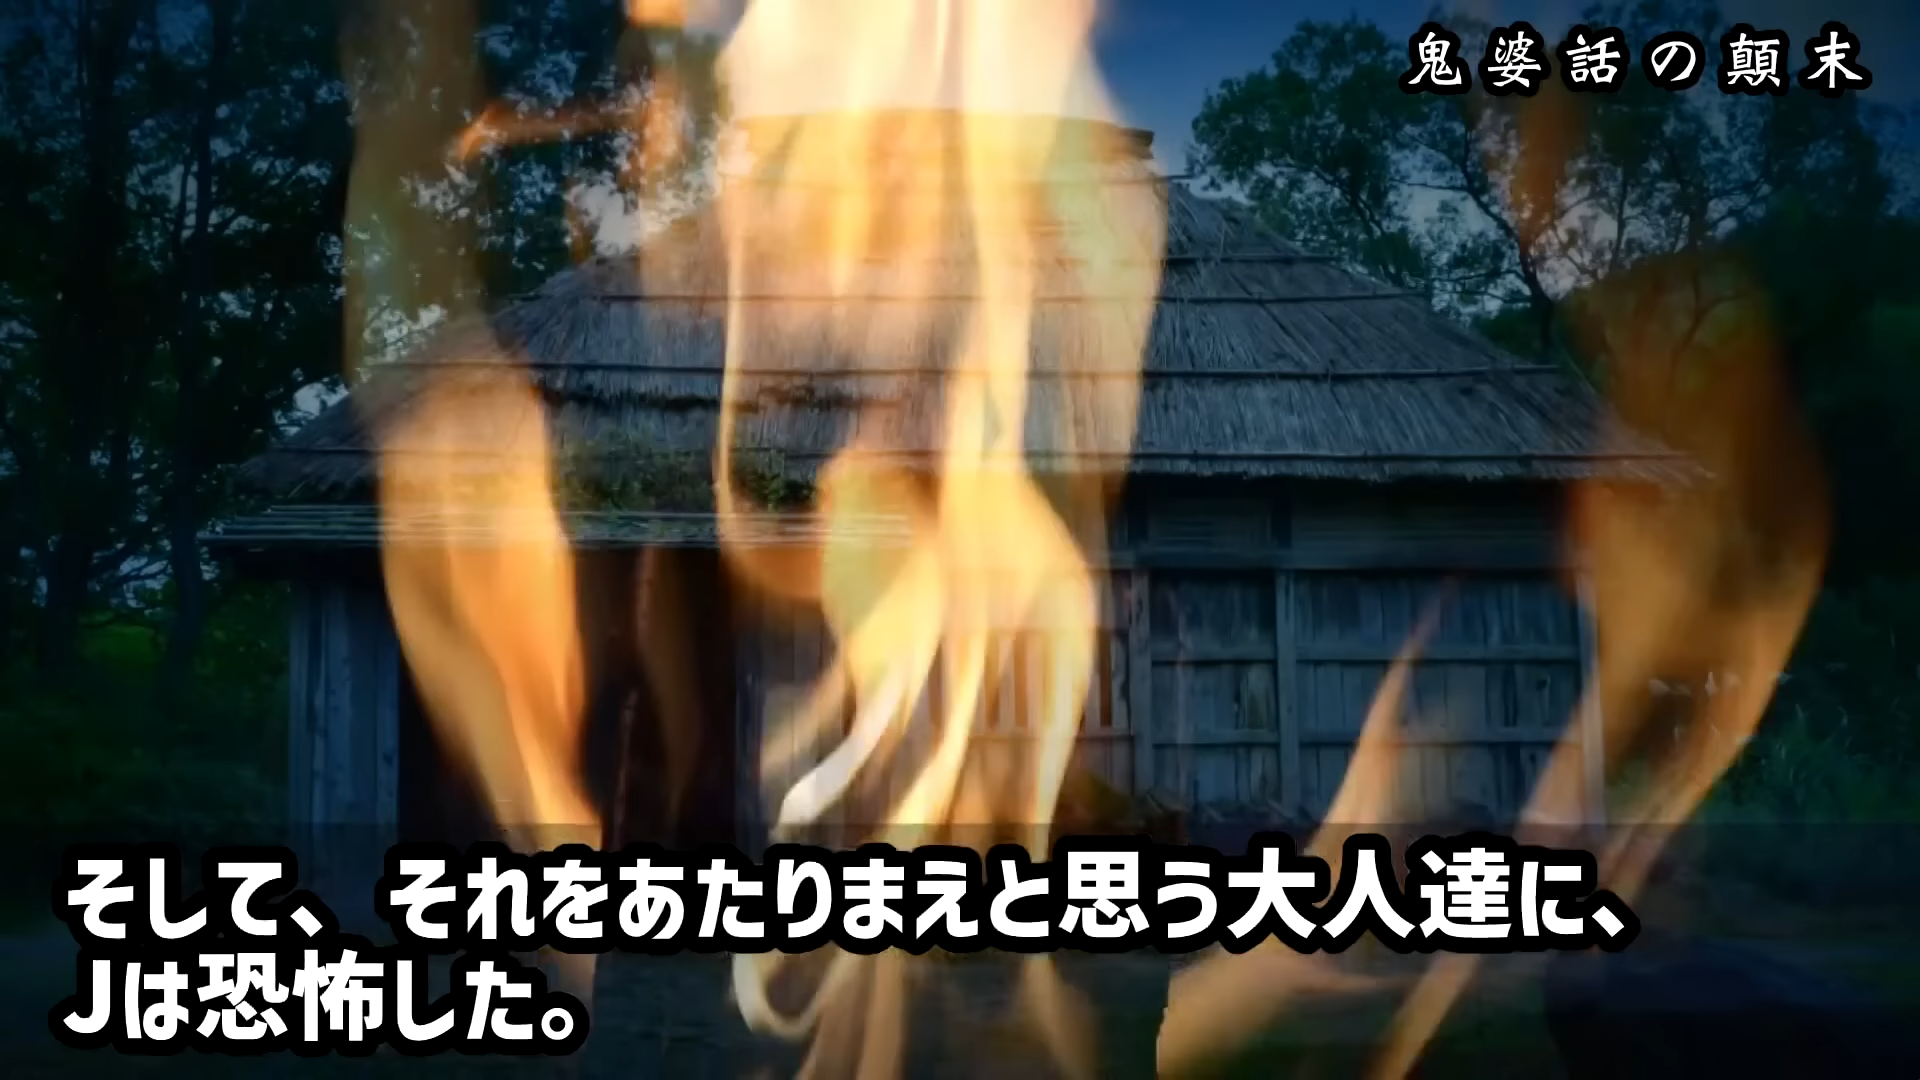 鬼婆話の顛末
そして、それをあたりまえと思う大人達に、
Jは恐怖した。